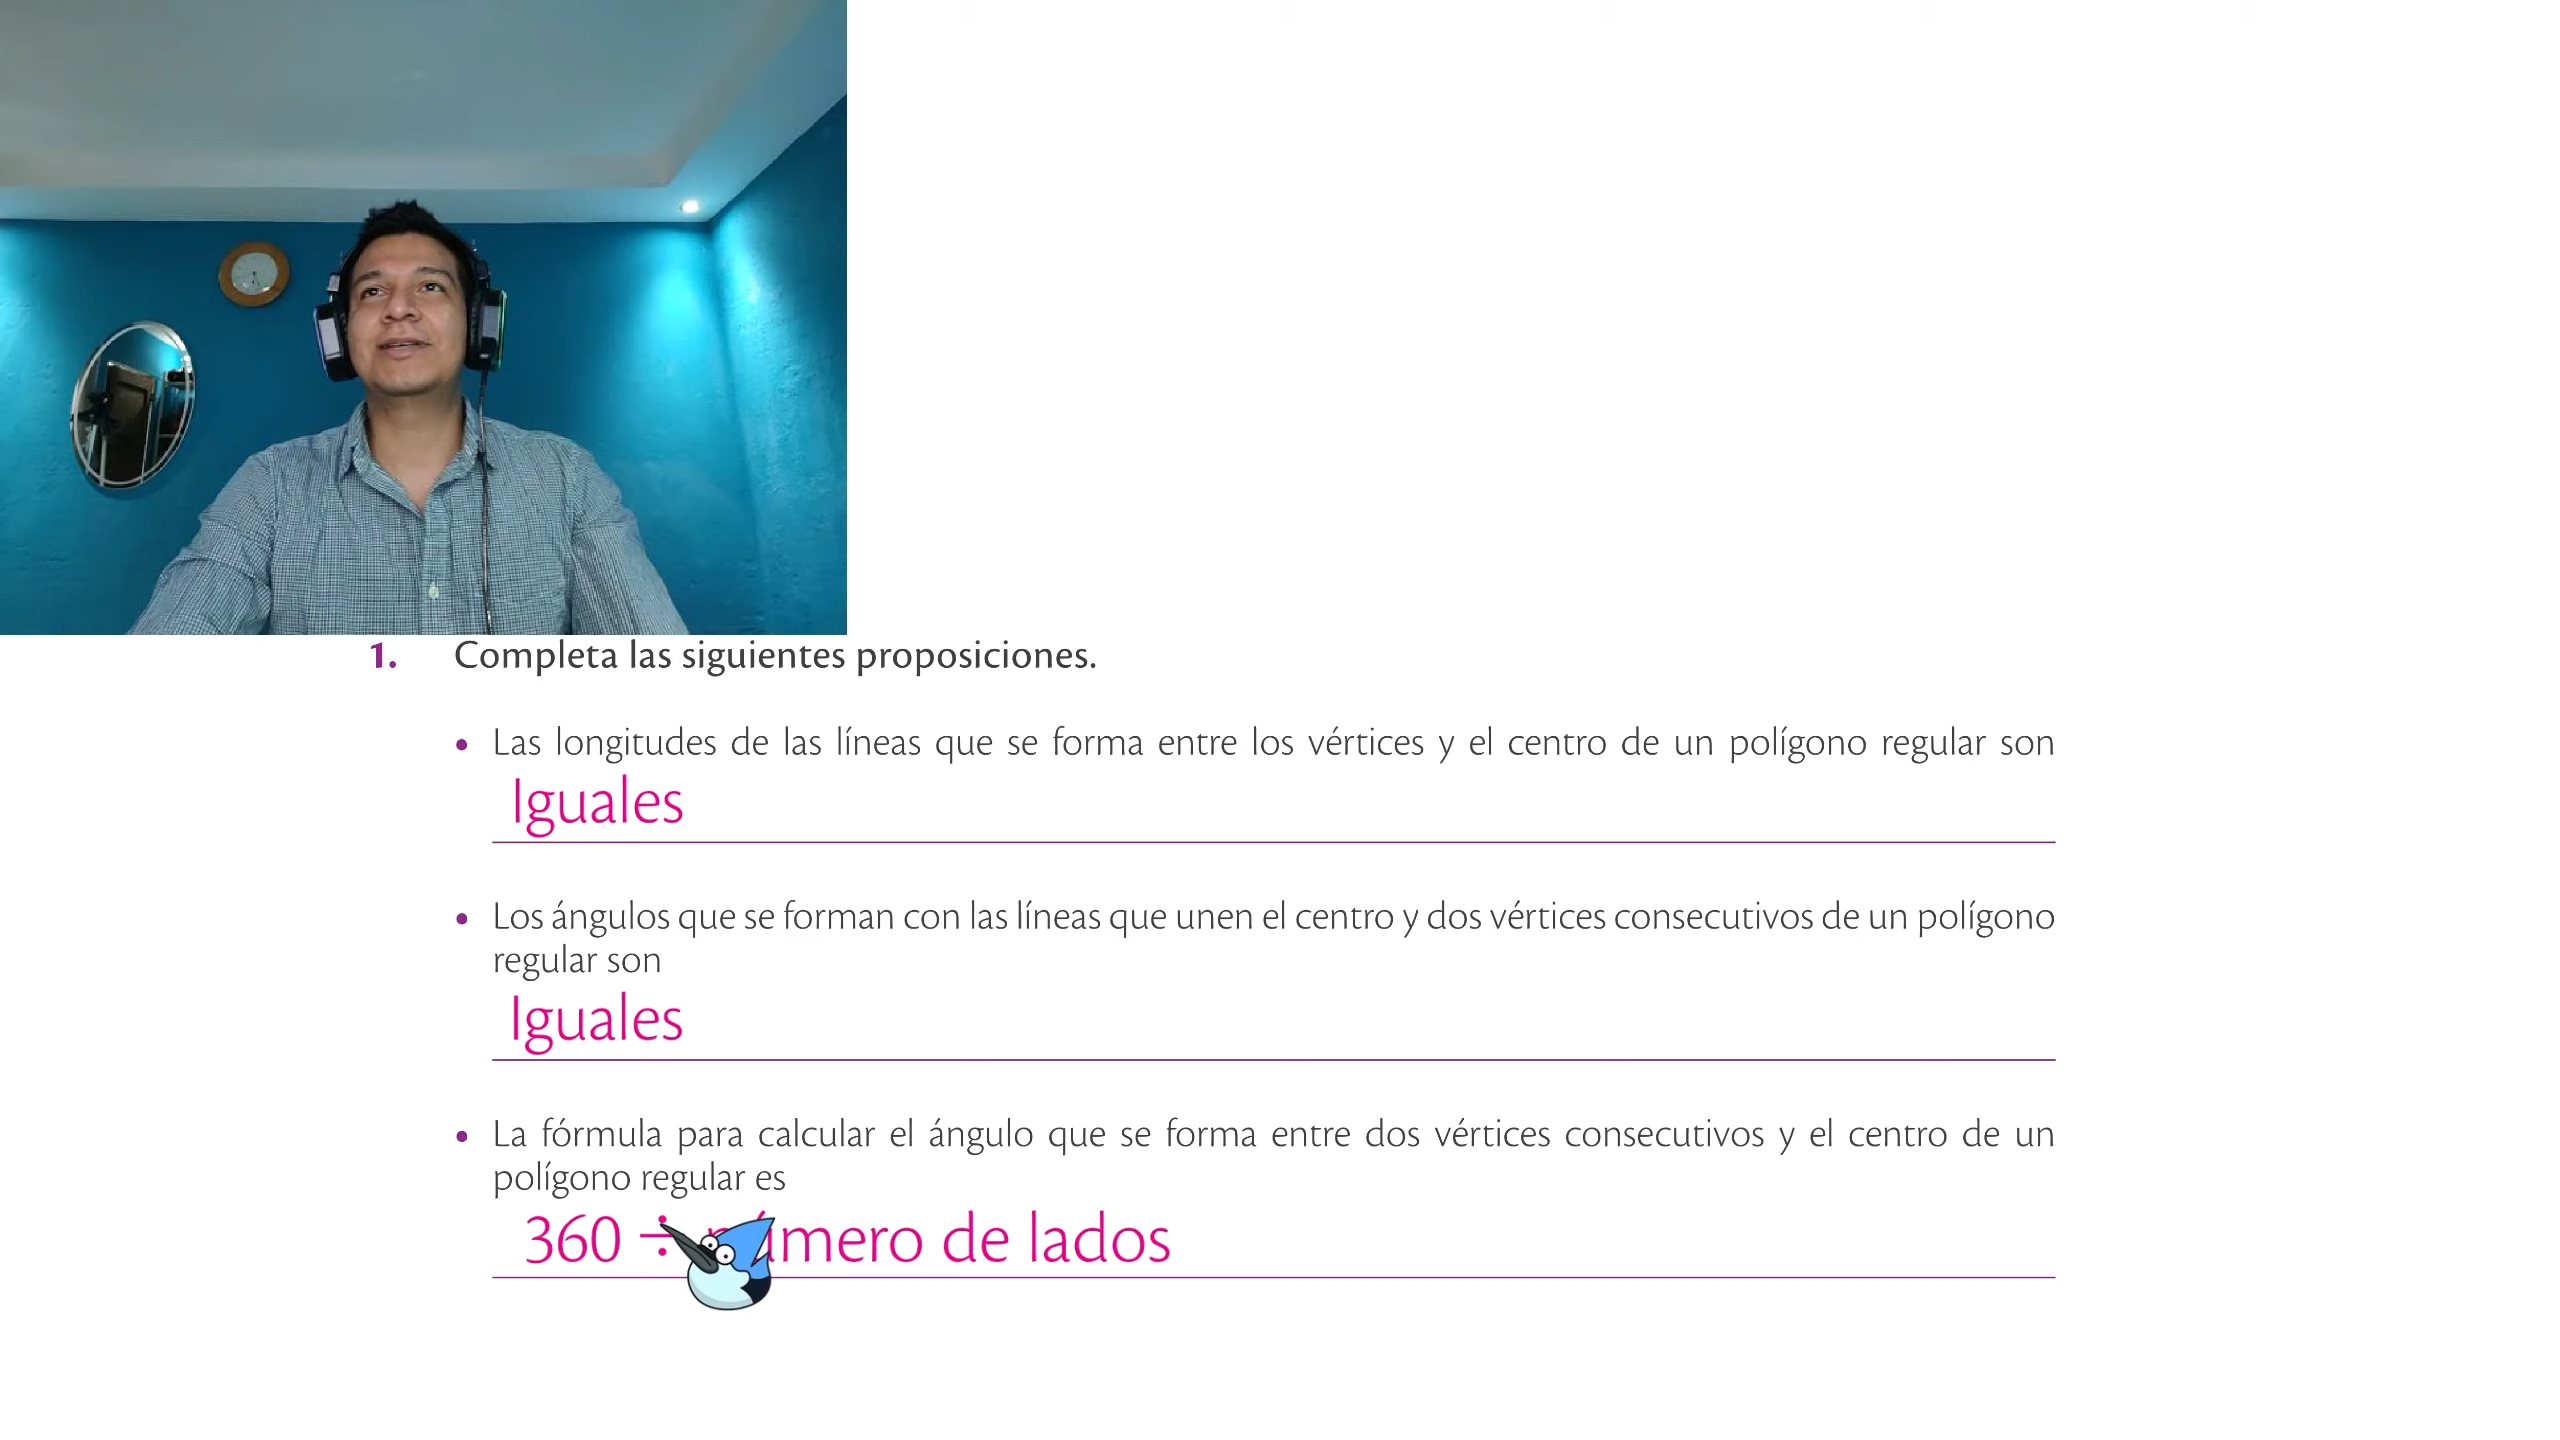 1. Completa las siguientes proposiciones.
• Las longitudes de las líneas que se forma entre los vértices y el centro de un polígono regular son
Iguales
• Los ángulos que se forman con las líneas que unen el centro y dos vértices consecutivos de un polígono
regular son
Iguales
• La fórmula para calcular el ángulo que se forma entre dos vértices consecutivos y el centro de un
polígono regular es
360 ÷ número de lados